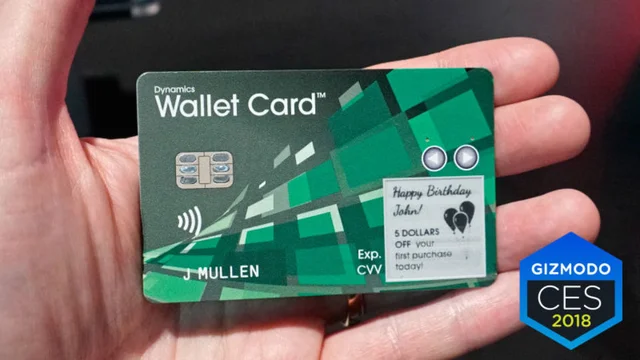 Dynamics
Wallet Card™
Happy Birthday
John!
5 DOLLARS
OFF your
first purchase
today!
Exp.
CVV
J MULLEN
GIZMODO
CES
2018